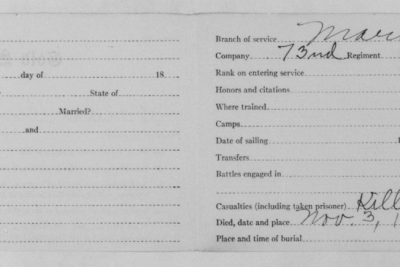 day of 18
State of
Married?
and
Branch of service Mari
Company 73nd Regiment
Rank on entering service
Honors and citations
Where trained
Camps
Date of sailing
Transfers
Battles engaged in
Casualties (including taken prisoner) Kill
Died, date and place Nov. 3, 1
Place and time of burial